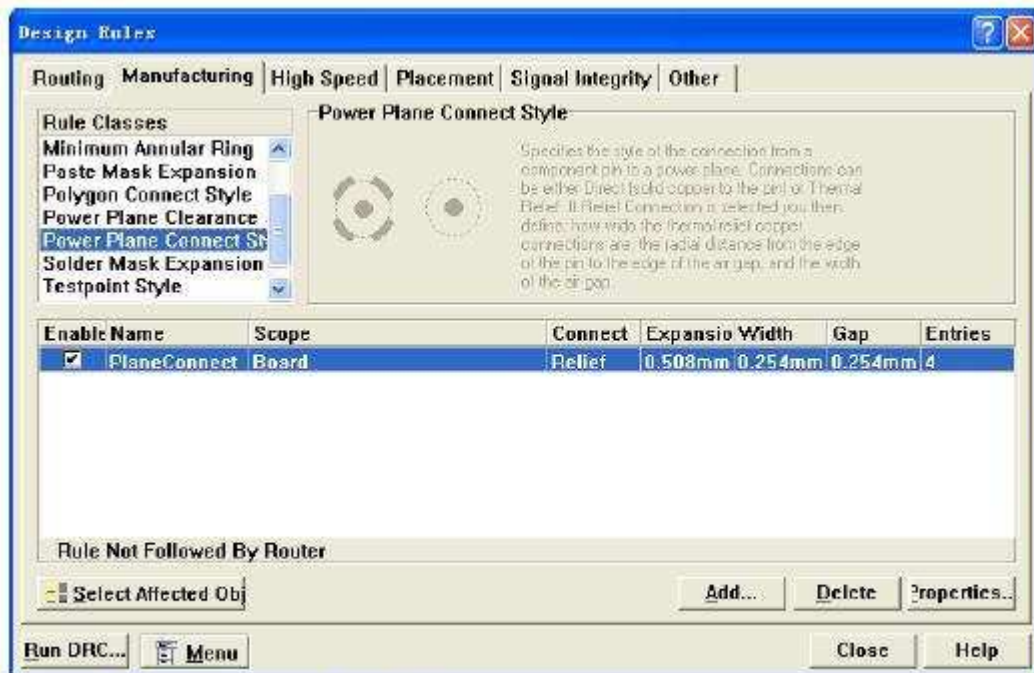 Design Rules
Routing Manufacturing High Speed Placement Signal Integrity Other
Rule Classes
Minimum Annular Ring
Paste Mask Expansion
Polygon Connect Style
Power Plane Clearance
Power Plane Connect St
Solder Mask Expansion
Testpoint Style
Power Plane Connect Style
Specifies the style of the connection from a
component pin to a power plane. Connections can
be either Direct (solid copper to the pin) or Thermal
Relief. If Relief Connection is selected you then
define, how wide the thermal relief copper
connections are, the radial distance from the edge
of the pin to the edge of the air gap, and the width
of the air gap.
Enable Name Scope Connect Expansio Width Gap Entries
PlaneConnect Board Relief 0.508mm 0.254mm 0.254mm 4
Rule Not Followed By Router
Select Affected Obj Add... Delete Properties..
Run DRC... Menu Close Help